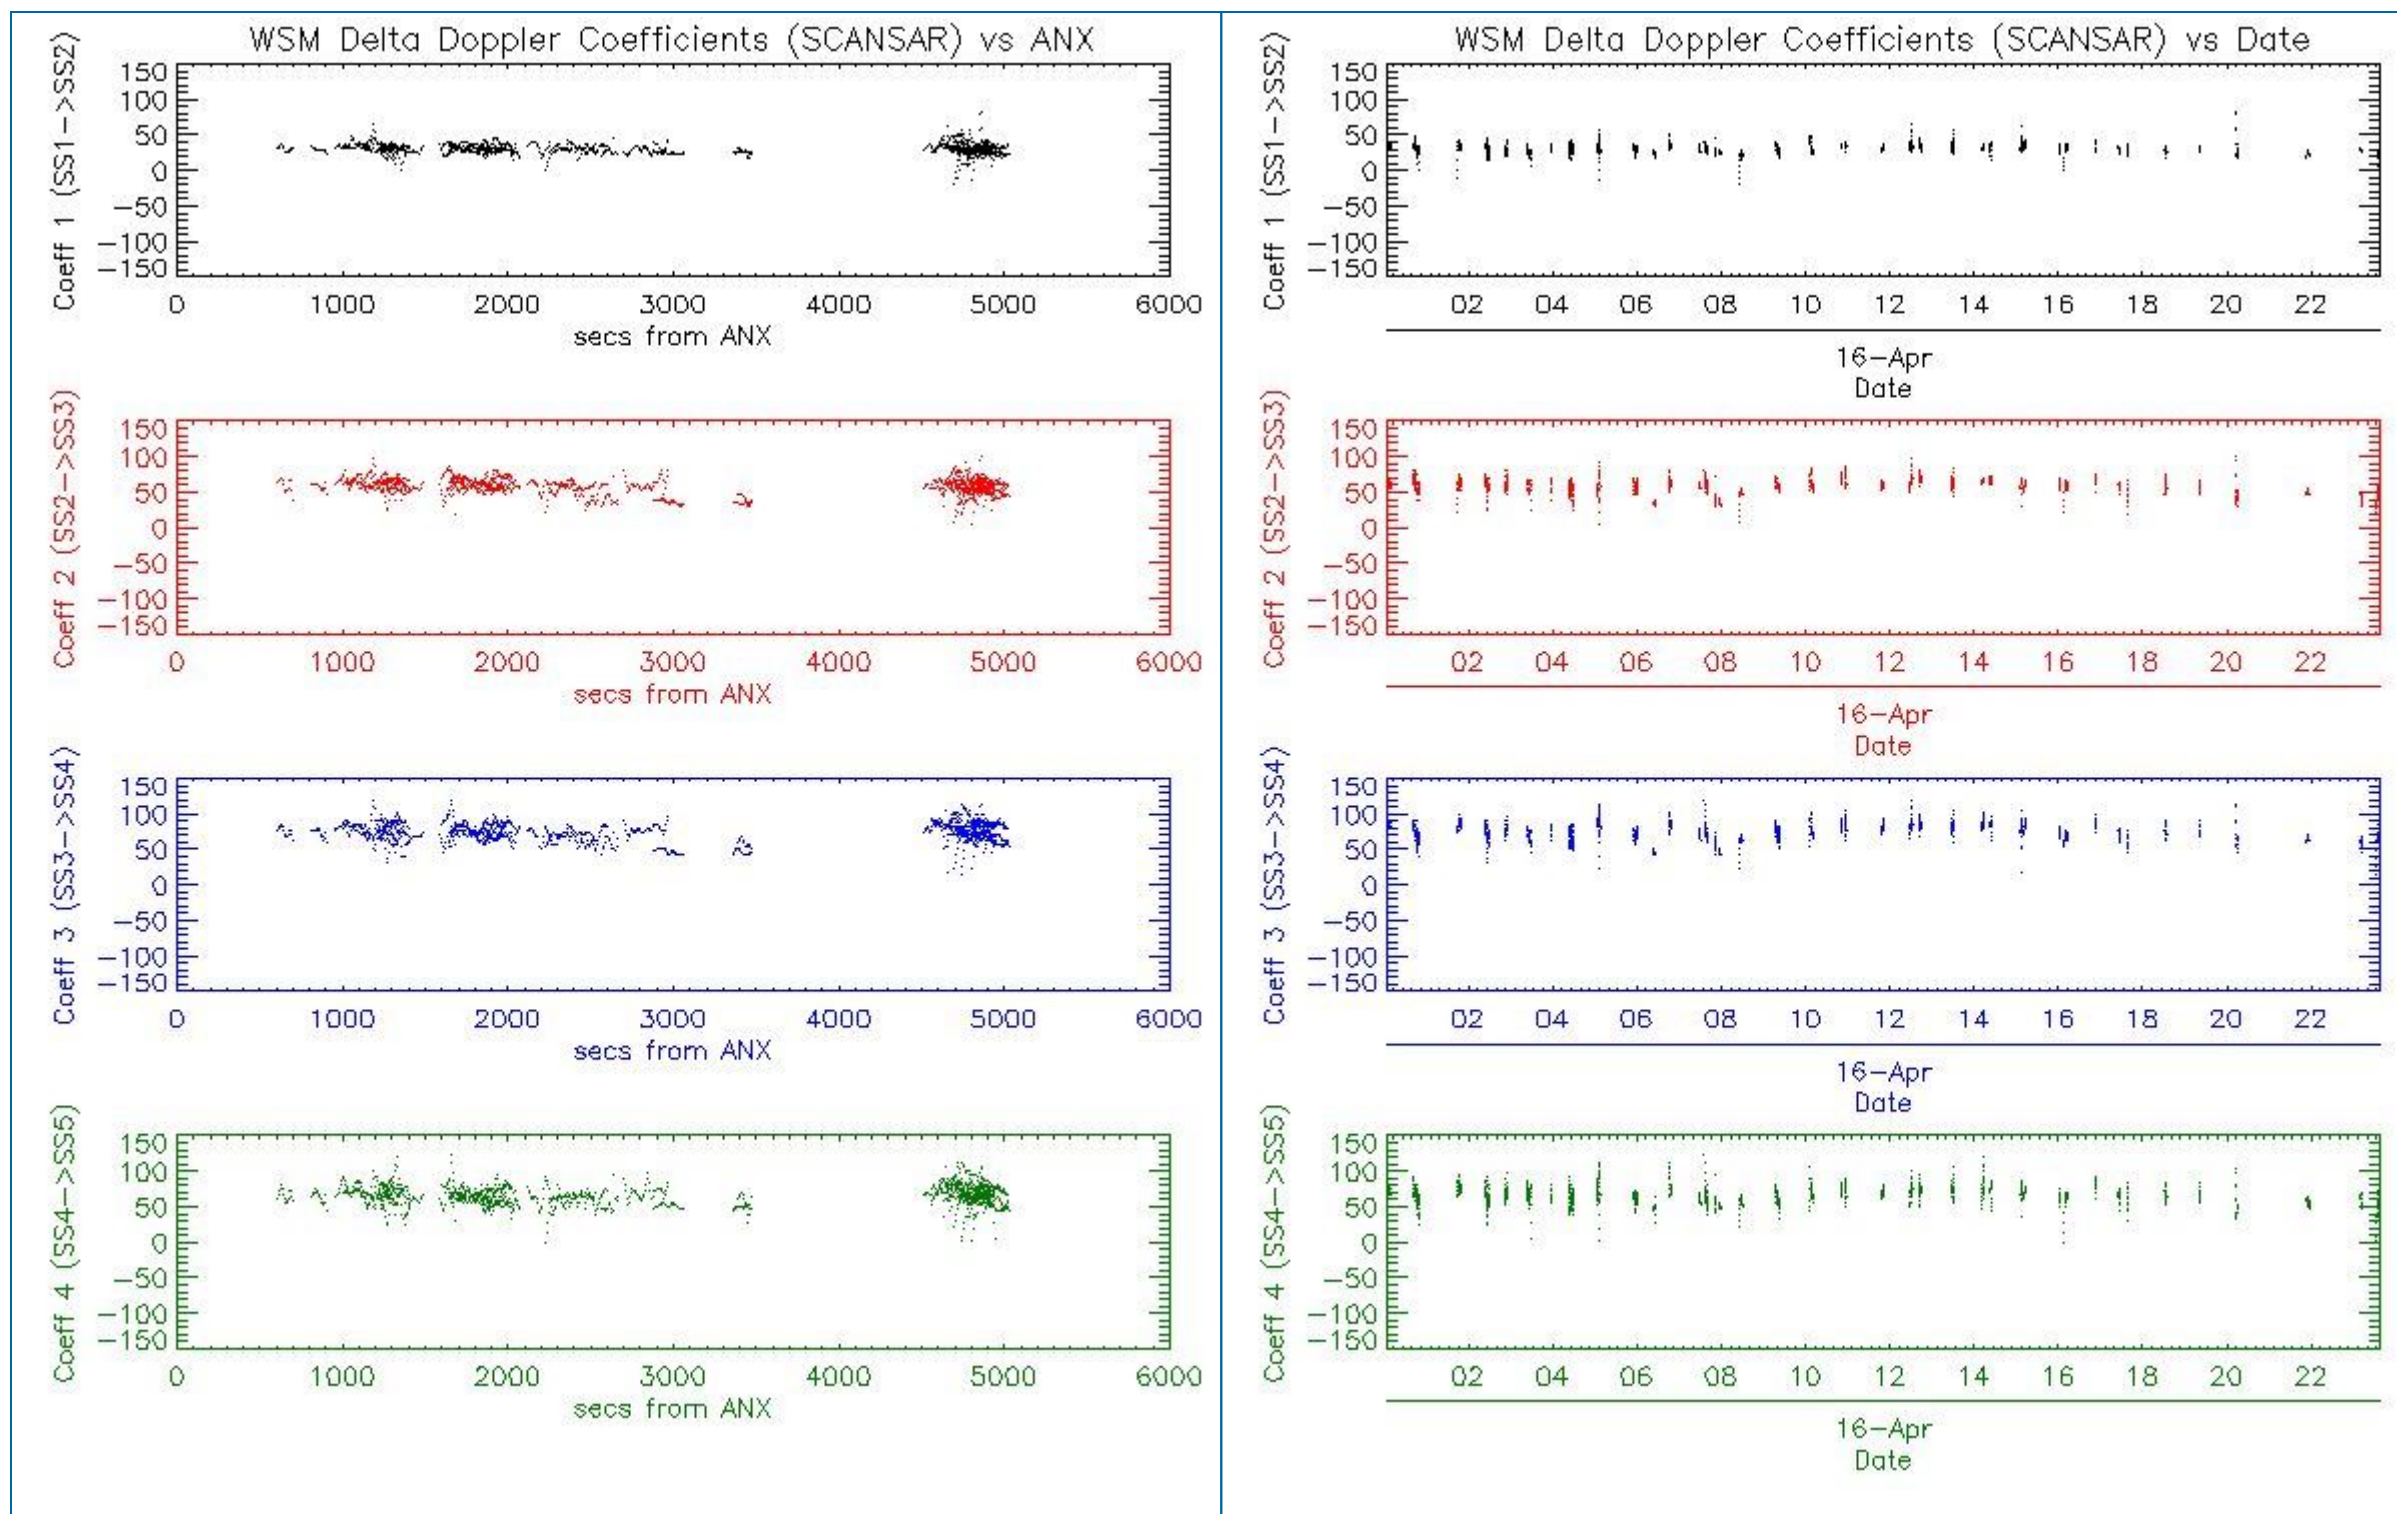 WSM Delta Doppler Coefficients (SCANSAR) vs ANX
Coeff 1 (SS1->SS2)
150
100
50
0
-50
-100
-150
0 1000 2000 3000 4000 5000 6000
secs from ANX
Coeff 2 (SS2->SS3)
150
100
50
0
-50
-100
-150
0 1000 2000 3000 4000 5000 6000
secs from ANX
Coeff 3 (SS3->SS4)
150
100
50
0
-50
-100
-150
0 1000 2000 3000 4000 5000 6000
secs from ANX
Coeff 4 (SS4->SS5)
150
100
50
0
-50
-100
-150
0 1000 2000 3000 4000 5000 6000
secs from ANX
WSM Delta Doppler Coefficients (SCANSAR) vs Date
Coeff 1 (SS1->SS2)
150
100
50
0
-50
-100
-150
02 04 06 08 10 12 14 16 18 20 22
16-Apr
Date
Coeff 2 (SS2->SS3)
150
100
50
0
-50
-100
-150
02 04 06 08 10 12 14 16 18 20 22
16-Apr
Date
Coeff 3 (SS3->SS4)
150
100
50
0
-50
-100
-150
02 04 06 08 10 12 14 16 18 20 22
16-Apr
Date
Coeff 4 (SS4->SS5)
150
100
50
0
-50
-100
-150
02 04 06 08 10 12 14 16 18 20 22
16-Apr
Date